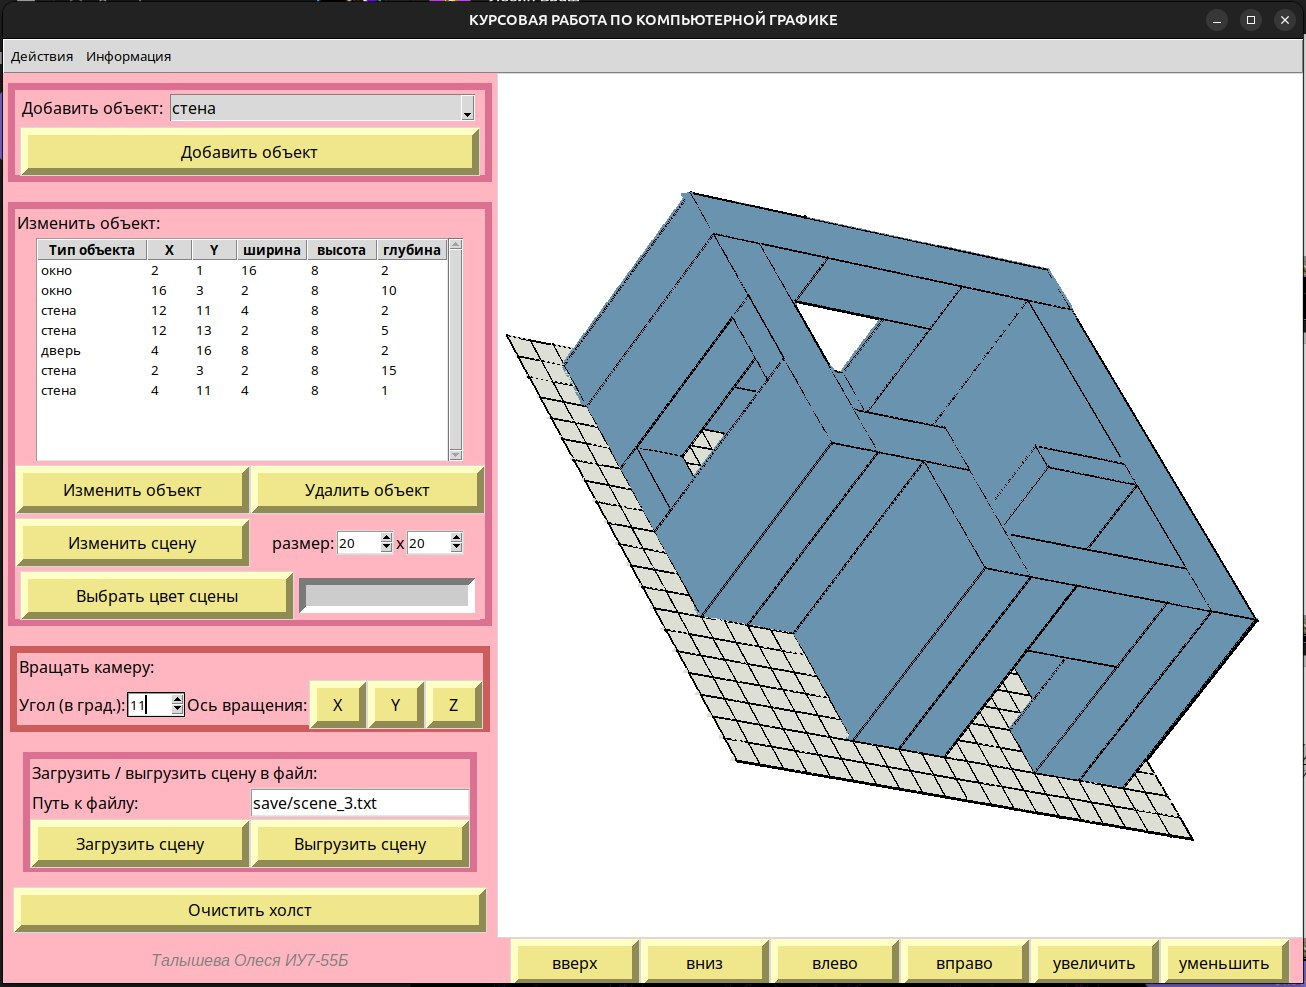 КУРСОВАЯ РАБОТА ПО КОМПЬЮТЕРНОЙ ГРАФИКЕ
Действия Информация
Добавить объект: стена
Добавить объект
Изменить объект:
Тип объекта X Y ширина высота глубина
окно 2 1 16 8 2
окно 16 3 2 8 10
стена 12 11 4 8 2
стена 12 13 2 8 5
дверь 4 16 8 8 2
стена 2 3 2 8 15
стена 4 11 4 8 1
Изменить объект Удалить объект
Изменить сцену размер: 20 x 20
Выбрать цвет сцены
Вращать камеру:
Угол (в град.): 11 Ось вращения: X Y Z
Загрузить / выгрузить сцену в файл:
Путь к файлу: save/scene_3.txt
Загрузить сцену Выгрузить сцену
Очистить холст
Талышева Олеся ИУ7-55Б
вверх вниз влево вправо увеличить уменьшить